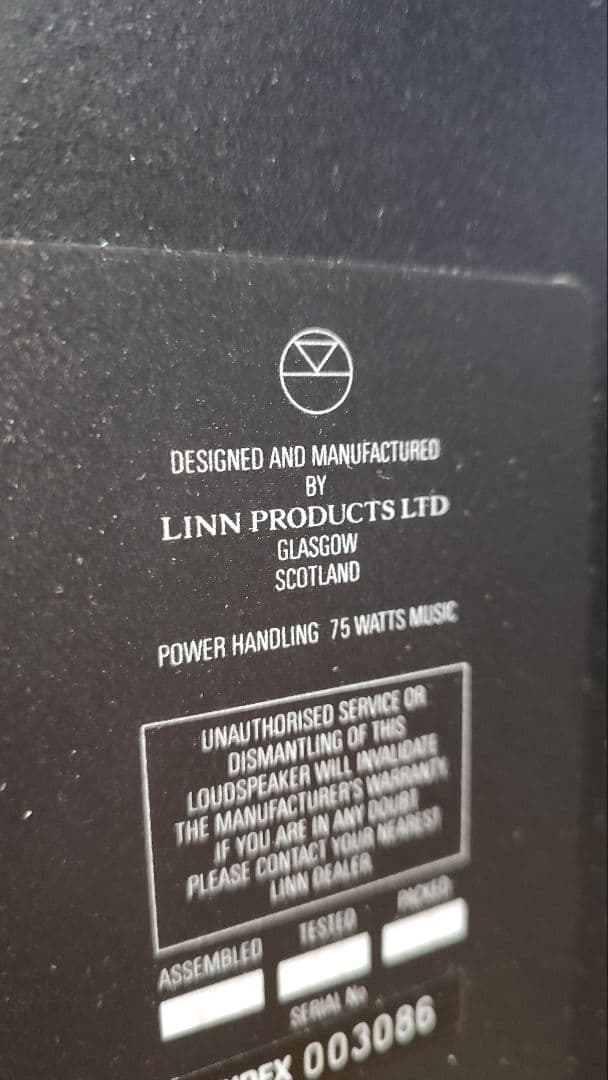 DESIGNED AND MANUFACTURED
BY
LINN PRODUCTS LTD
GLASGOW
SCOTLAND
POWER HANDLING 75 WATTS MUSIC
UNAUTHORISED SERVICE OR
DISMANTLING OF THIS
LOUDSPEAKER WILL INVALIDATE
THE MANUFACTURER'S WARRANTY
IF YOU ARE IN ANY DOUBT
PLEASE CONTACT YOUR NEAREST
LINN DEALER
ASSEMBLED TESTED PACKED
SERIAL No
003086